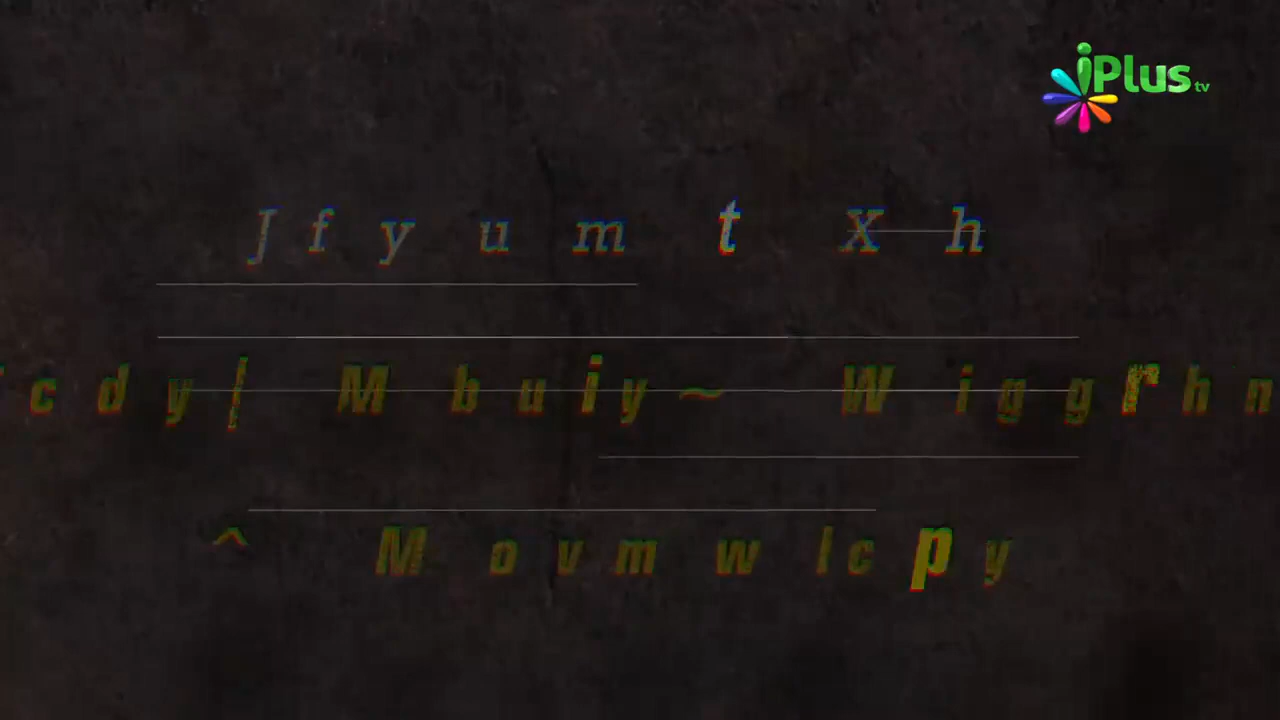 iPlus tv
J f y u m t X h
c d y | M b u i y ~ W i g g r h n
^ M o v m w l c p y